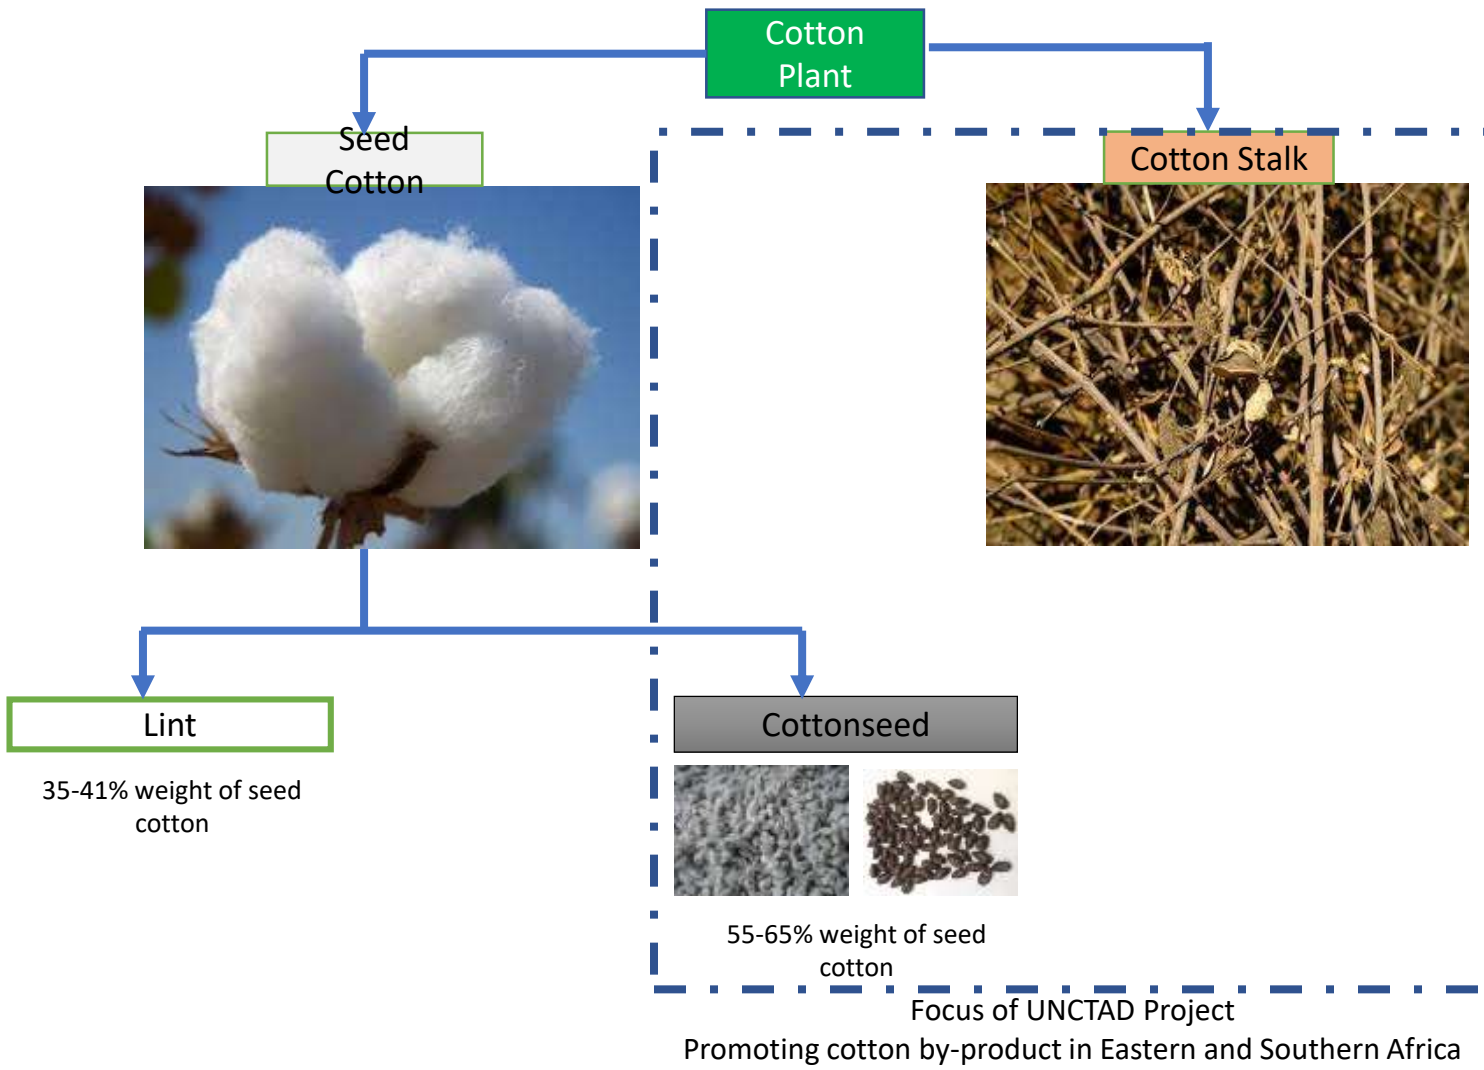 Cotton
Plant
Seed
Cotton
Cotton Stalk
Lint
Cottonseed
35-41% weight of seed
cotton
55-65% weight of seed
cotton
Focus of UNCTAD Project
Promoting cotton by-product in Eastern and Southern Africa